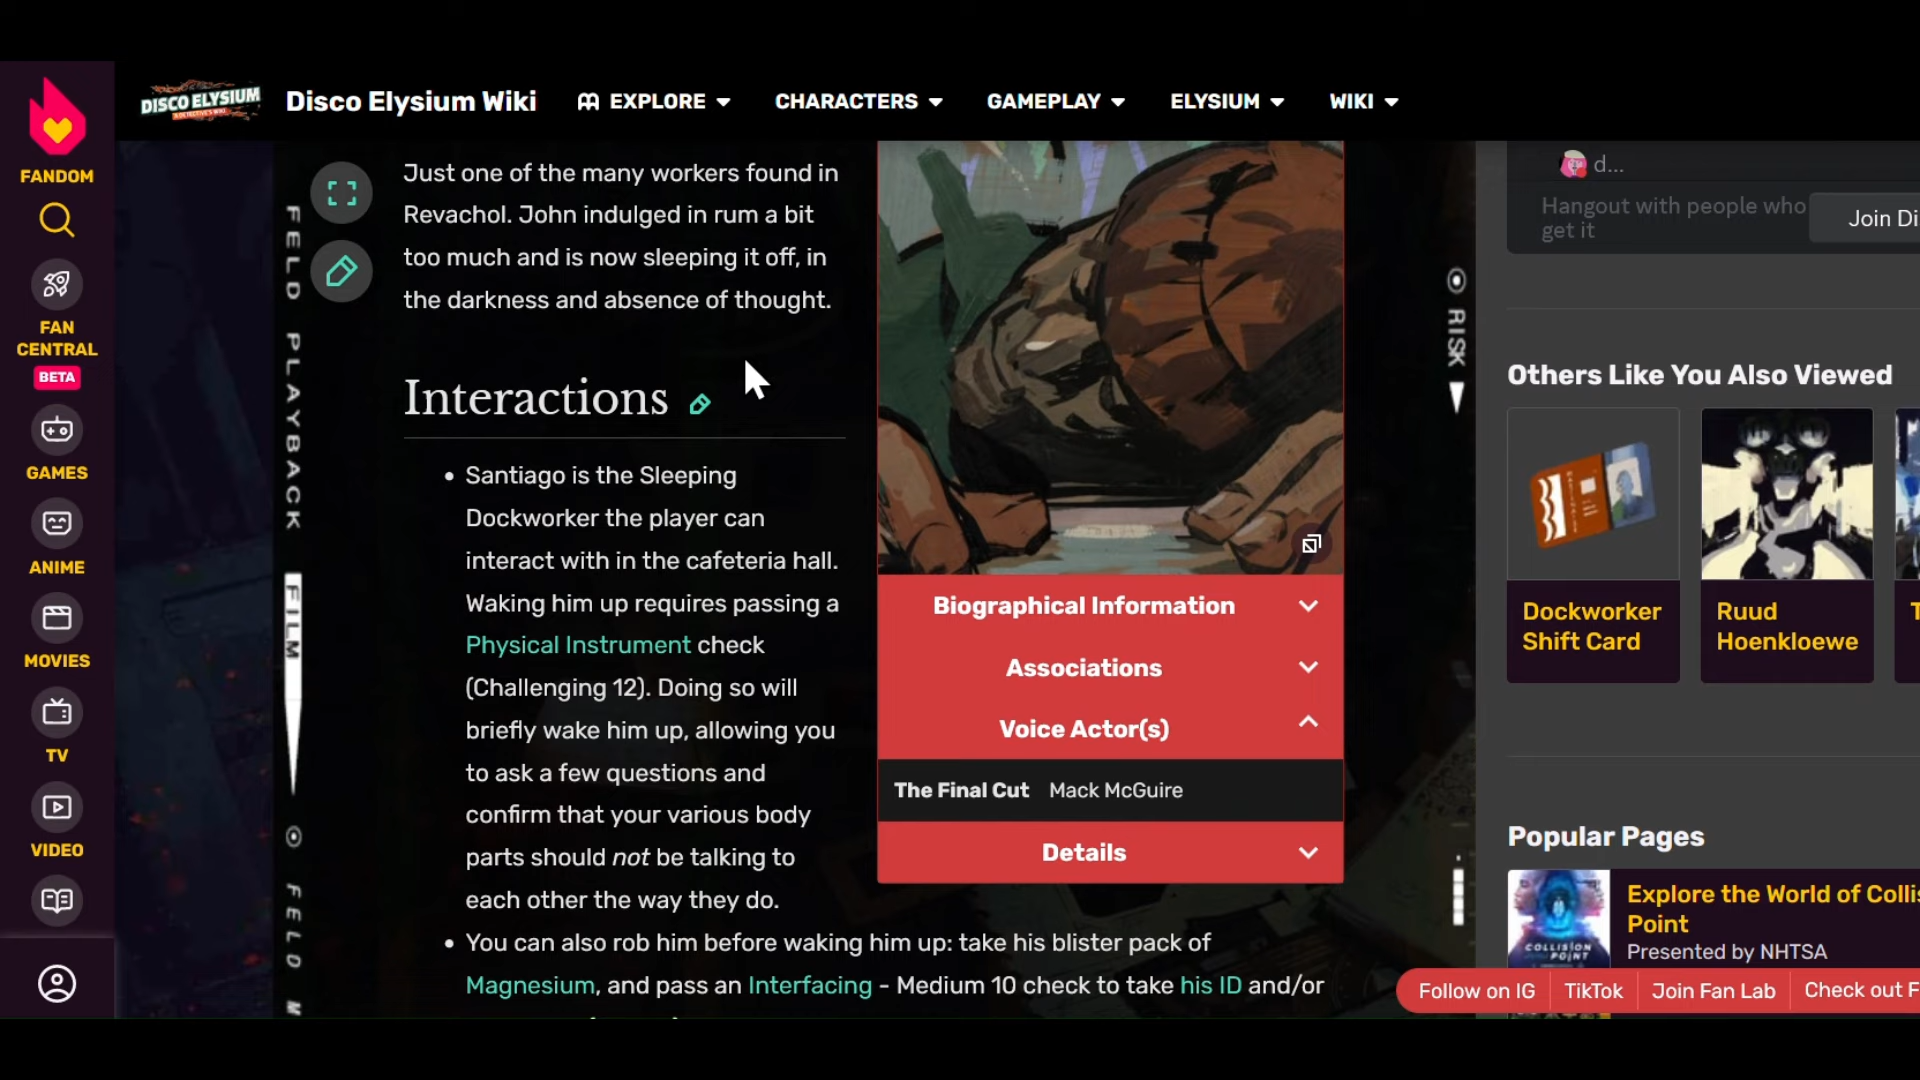 DISCO ELYSIUM
Disco Elysium Wiki
EXPLORE
CHARACTERS
GAMEPLAY
ELYSIUM
WIKI
FANDOM
FAN
CENTRAL
BETA
GAMES
ANIME
MOVIES
TV
VIDEO
FELD PLAYBACK
FILM
FELD
Just one of the many workers found in
Revachol. John indulged in rum a bit
too much and is now sleeping it off, in
the darkness and absence of thought.
Interactions
• Santiago is the Sleeping
Dockworker the player can
interact with in the cafeteria hall.
Waking him up requires passing a
Physical Instrument check
(Challenging 12). Doing so will
briefly wake him up, allowing you
to ask a few questions and
confirm that your various body
parts should not be talking to
each other the way they do.
• You can also rob him before waking him up: take his blister pack of
Magnesium, and pass an Interfacing - Medium 10 check to take his ID and/or
Biographical Information
Associations
Voice Actor(s)
The Final Cut Mack McGuire
Details
RISK
d...
Hangout with people who
get it
Join Di
Others Like You Also Viewed
Dockworker
Shift Card
Ruud
Hoenkloewe
T
Popular Pages
COLLISION
POINT
Explore the World of Collis
Point
Presented by NHTSA
Follow on IG
TikTok
Join Fan Lab
Check out F